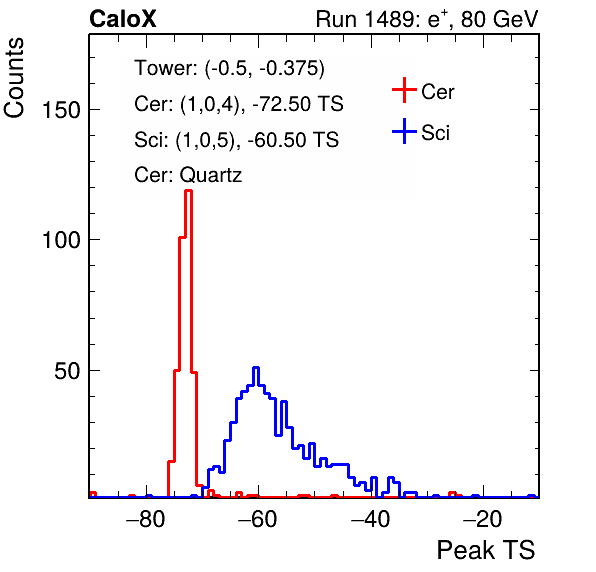 CaloX Run 1489: e⁺, 80 GeV
Counts
Tower: (-0.5, -0.375)
Cer: (1,0,4), -72.50 TS
Sci: (1,0,5), -60.50 TS
Cer: Quartz
Cer
Sci
150
100
50
−80 −60 −40 −20
Peak TS